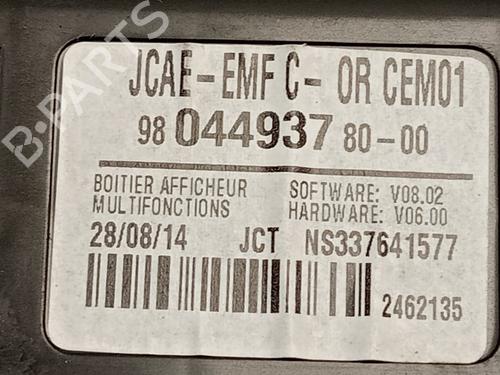 B-PARTS
JCAE-EMF C- OR CEM01
98 044937 80-00
BOITIER AFFICHEUR SOFTWARE: V08.02
MULTIFONCTIONS HARDWARE: V06.00
28/08/14 JCT NS337641577
2462135